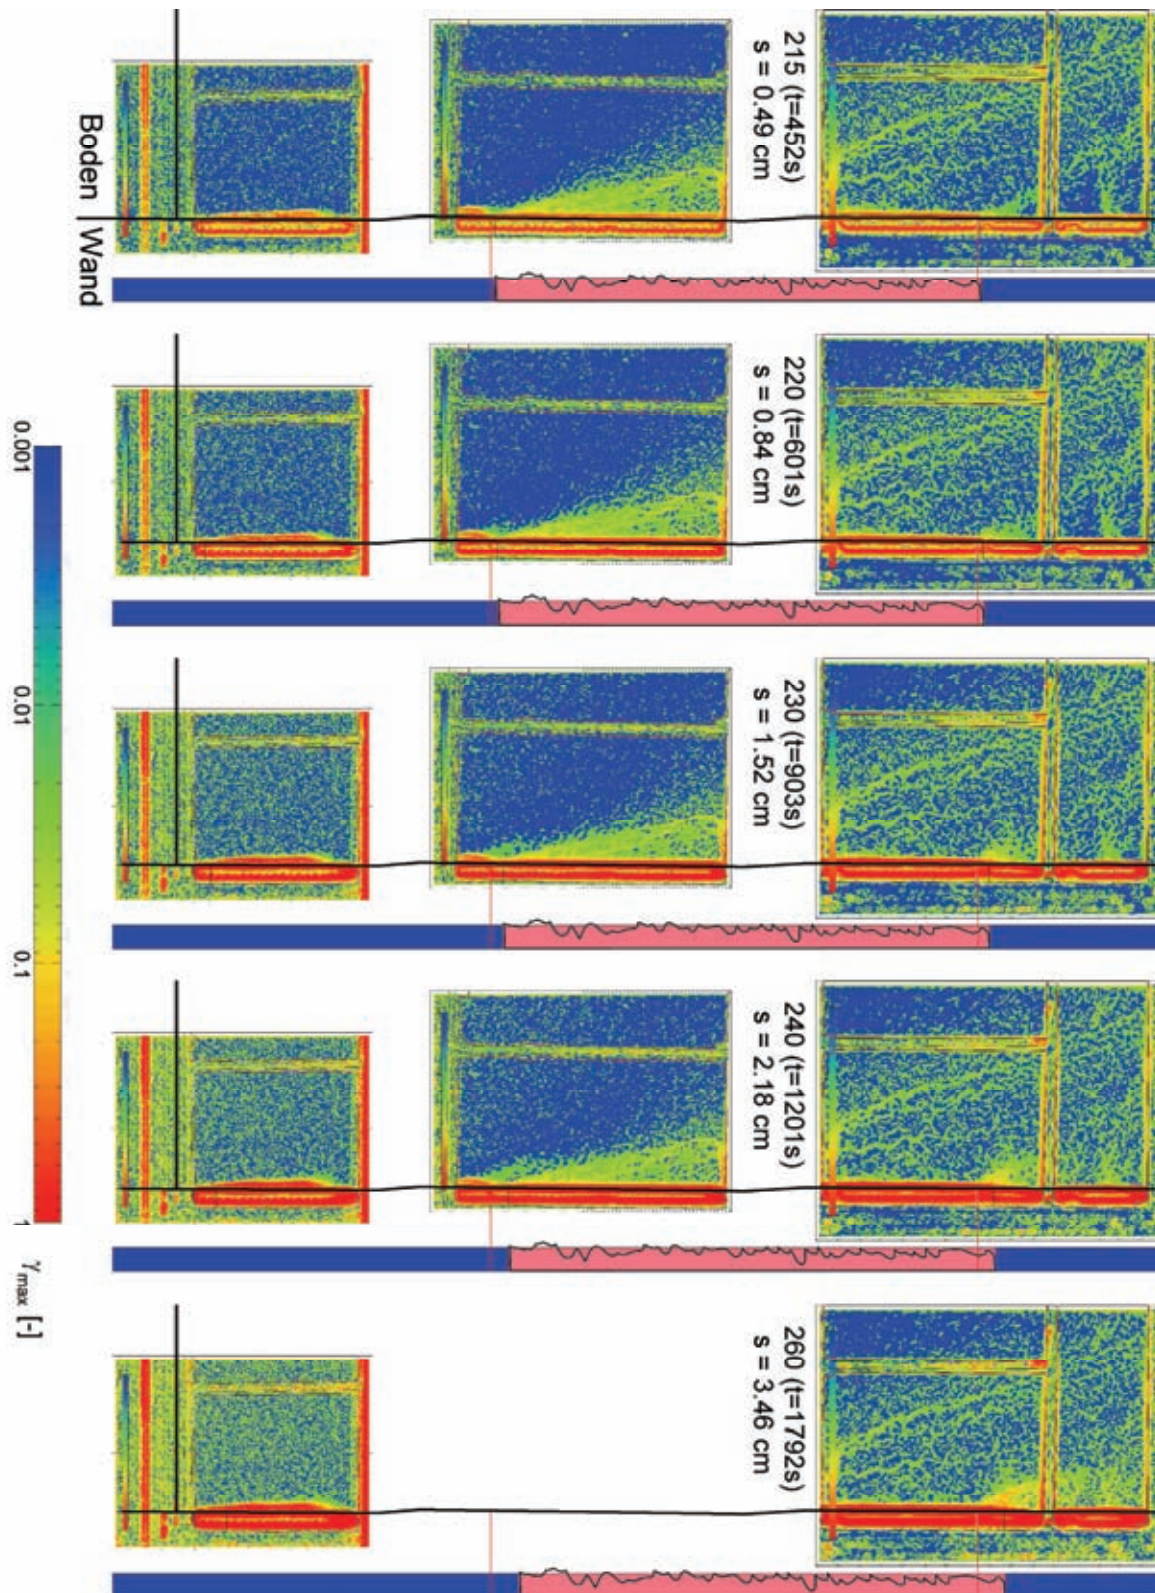 215 (t=452s)
s = 0.49 cm
Boden
Wand
220 (t=601s)
s = 0.84 cm
230 (t=903s)
s = 1.52 cm
240 (t=1201s)
s = 2.18 cm
260 (t=1792s)
s = 3.46 cm
0.001
0.01
0.1
1
γmax [-]